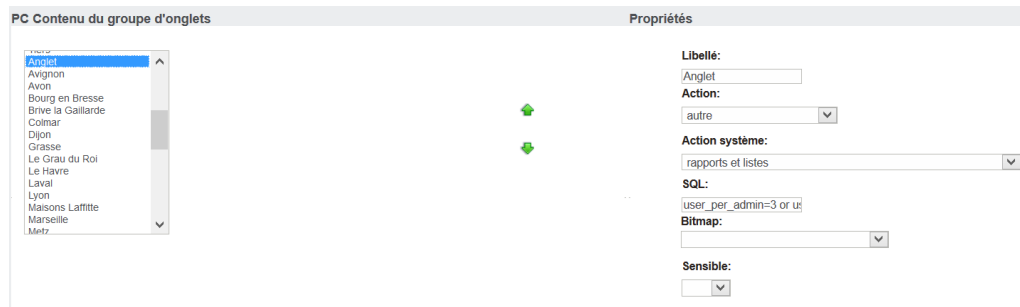 PC Contenu du groupe d'onglets
Propriétés
Anglet
Avignon
Avon
Bourg en Bresse
Brive la Gaillarde
Colmar
Dijon
Grasse
Le Grau du Roi
Le Havre
Laval
Lyon
Maisons Laffitte
Marseille
Metz
Libellé:
Anglet
Action:
autre
Action système:
rapports et listes
SQL:
user_per_admin=3 or us
Bitmap:
Sensible: